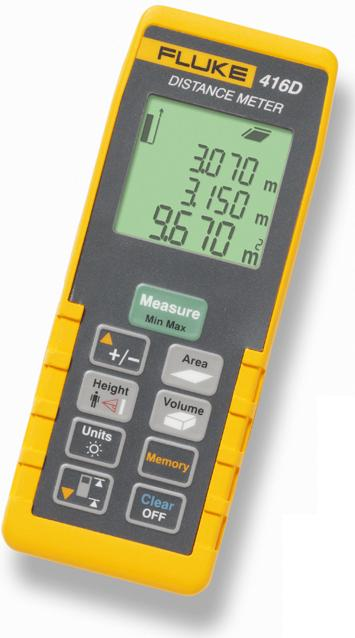 FLUKE 416D
DISTANCE METER
3.070 m
3.150 m
9.670 m²
Measure
Min Max
+/−
Area
Height
Volume
Units
Memory
Clear
OFF